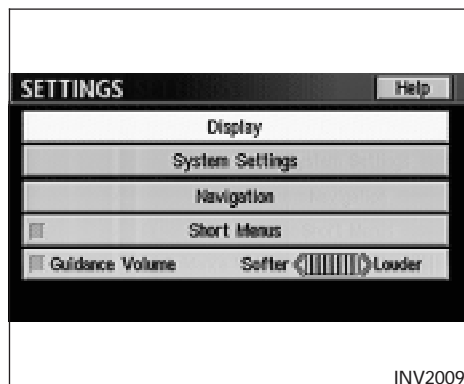 SETTINGS Help
Display
System Settings
Navigation
Short Menus
Guidance Volume Softer Louder
INV2009